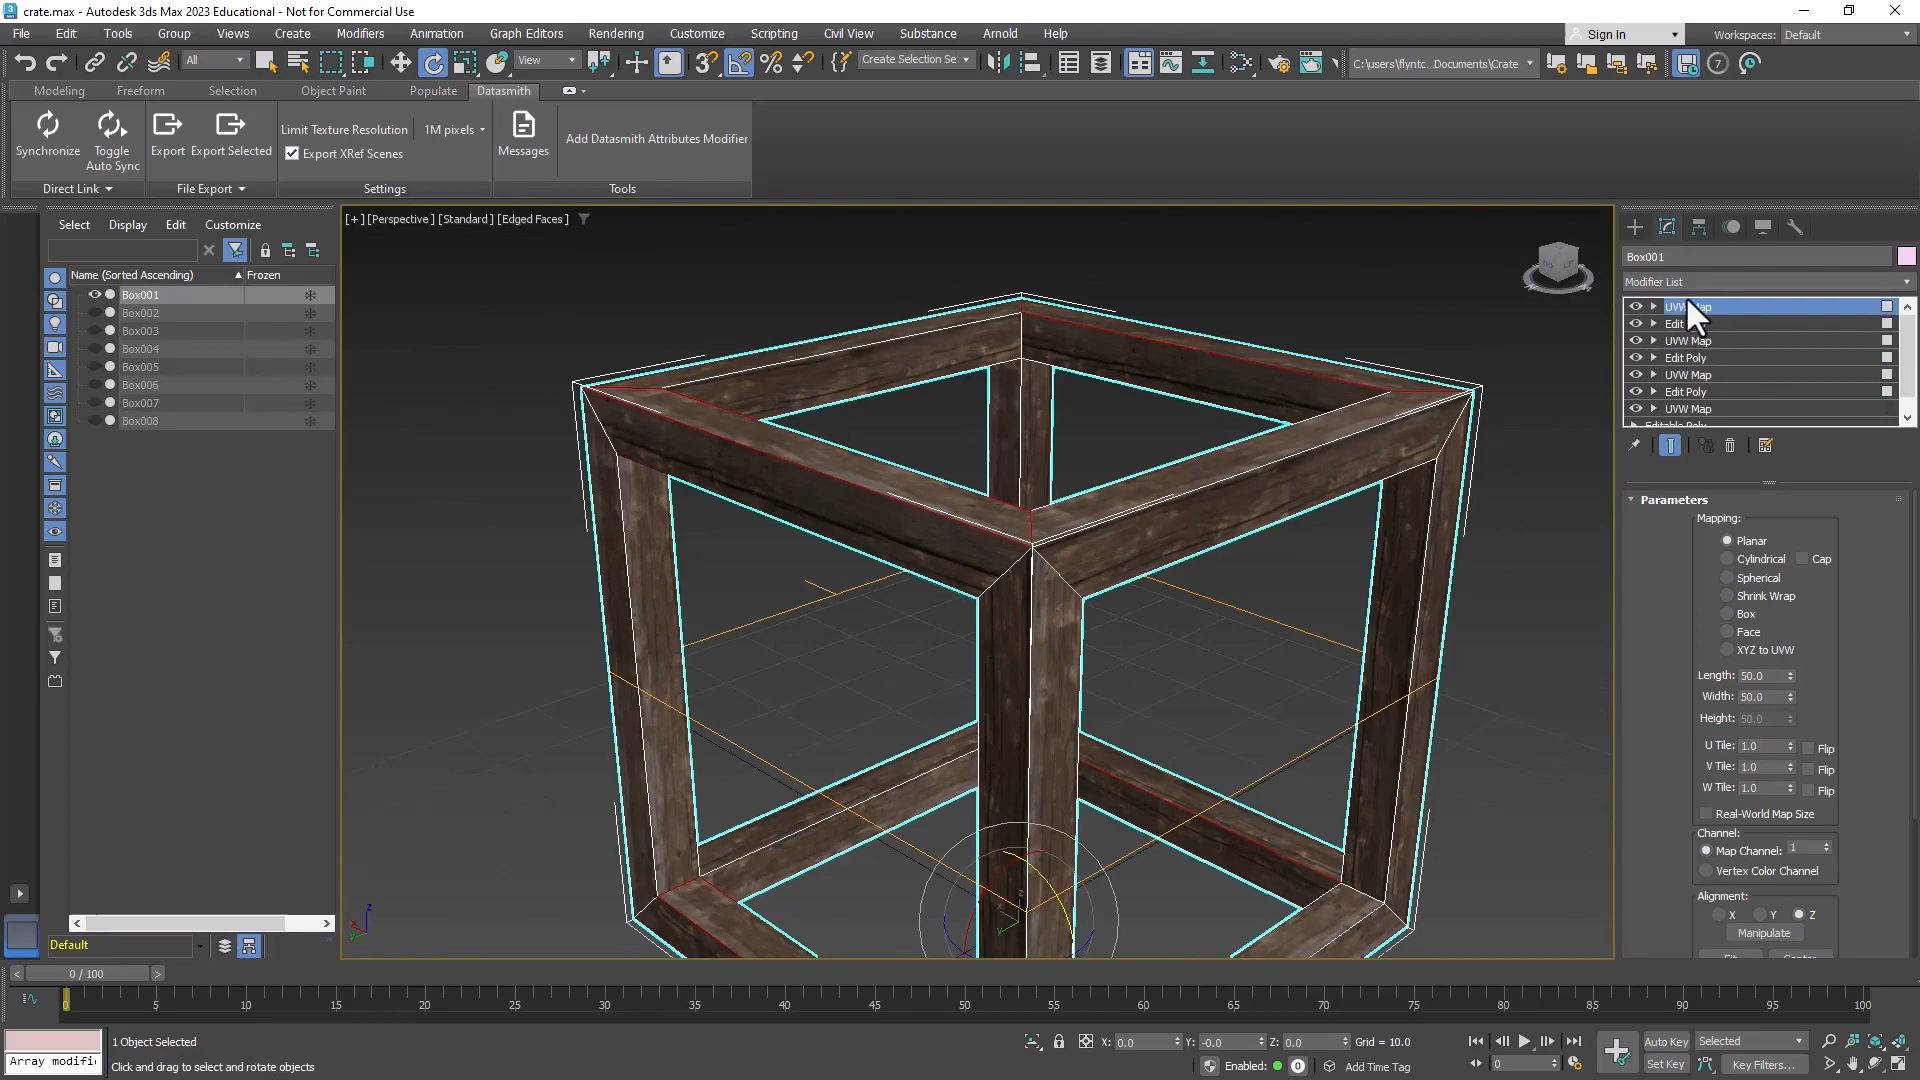 crate.max - Autodesk 3ds Max 2023 Educational - Not for Commercial Use
File Edit Tools Group Views Create Modifiers Animation Graph Editors Rendering Customize Scripting Civil View Substance Arnold Help
Sign In Workspaces: Default
All View Create Selection Se C:\users\flyntc...Documents\Crate 7
Modeling Freeform Selection Object Paint Populate Datasmith
Synchronize Toggle Auto Sync Export Export Selected
Limit Texture Resolution 1M pixels
Export XRef Scenes
Messages
Add Datasmith Attributes Modifier
Direct Link File Export Settings Tools
Select Display Edit Customize
Name (Sorted Ascending) Frozen
Box001
Box002
Box003
Box004
Box005
Box006
Box007
Box008
[+] [Perspective] [Standard] [Edged Faces]
Box001
Modifier List
UVW Map
Edit
UVW Map
Edit Poly
UVW Map
Edit Poly
UVW Map
Parameters
Mapping:
Planar
Cylindrical Cap
Spherical
Shrink Wrap
Box
Face
XYZ to UVW
Length: 50.0
Width: 50.0
Height: 50.0
U Tile: 1.0 Flip
V Tile: 1.0 Flip
W Tile: 1.0 Flip
Real-World Map Size
Channel:
Map Channel: 1
Vertex Color Channel
Alignment:
X Y Z
Manipulate
Default
0 / 100
0 5 10 15 20 25 30 35 40 45 50 55 60 65 70 75 80 85 90 95 100
1 Object Selected
X: 0.0 Y: -0.0 Z: 0.0 Grid = 10.0
Auto Key Selected
Array modifi
Click and drag to select and rotate objects
Enabled: 0 Add Time Tag
0
Set Key Key Filters...